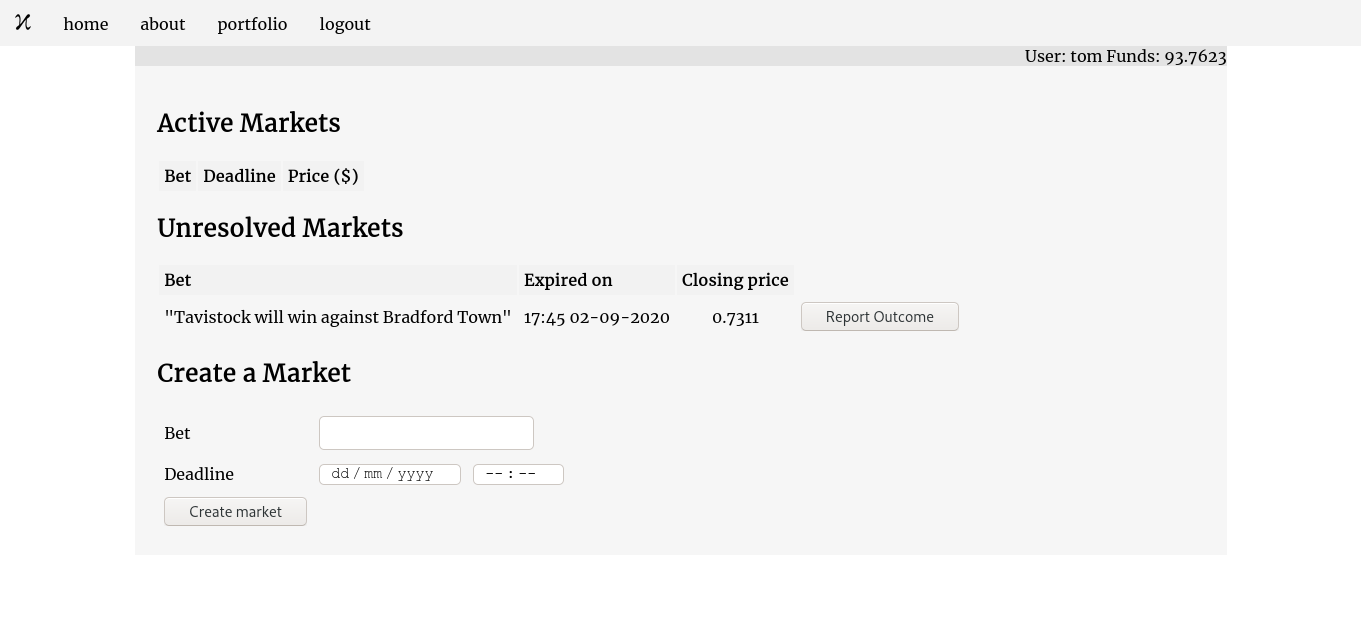 ϰ home about portfolio logout
User: tom Funds: 93.7623
Active Markets
Bet Deadline Price ($)
Unresolved Markets
Bet Expired on Closing price
"Tavistock will win against Bradford Town" 17:45 02-09-2020 0.7311 Report Outcome
Create a Market
Bet
Deadline dd / mm / yyyy -- : --
Create market